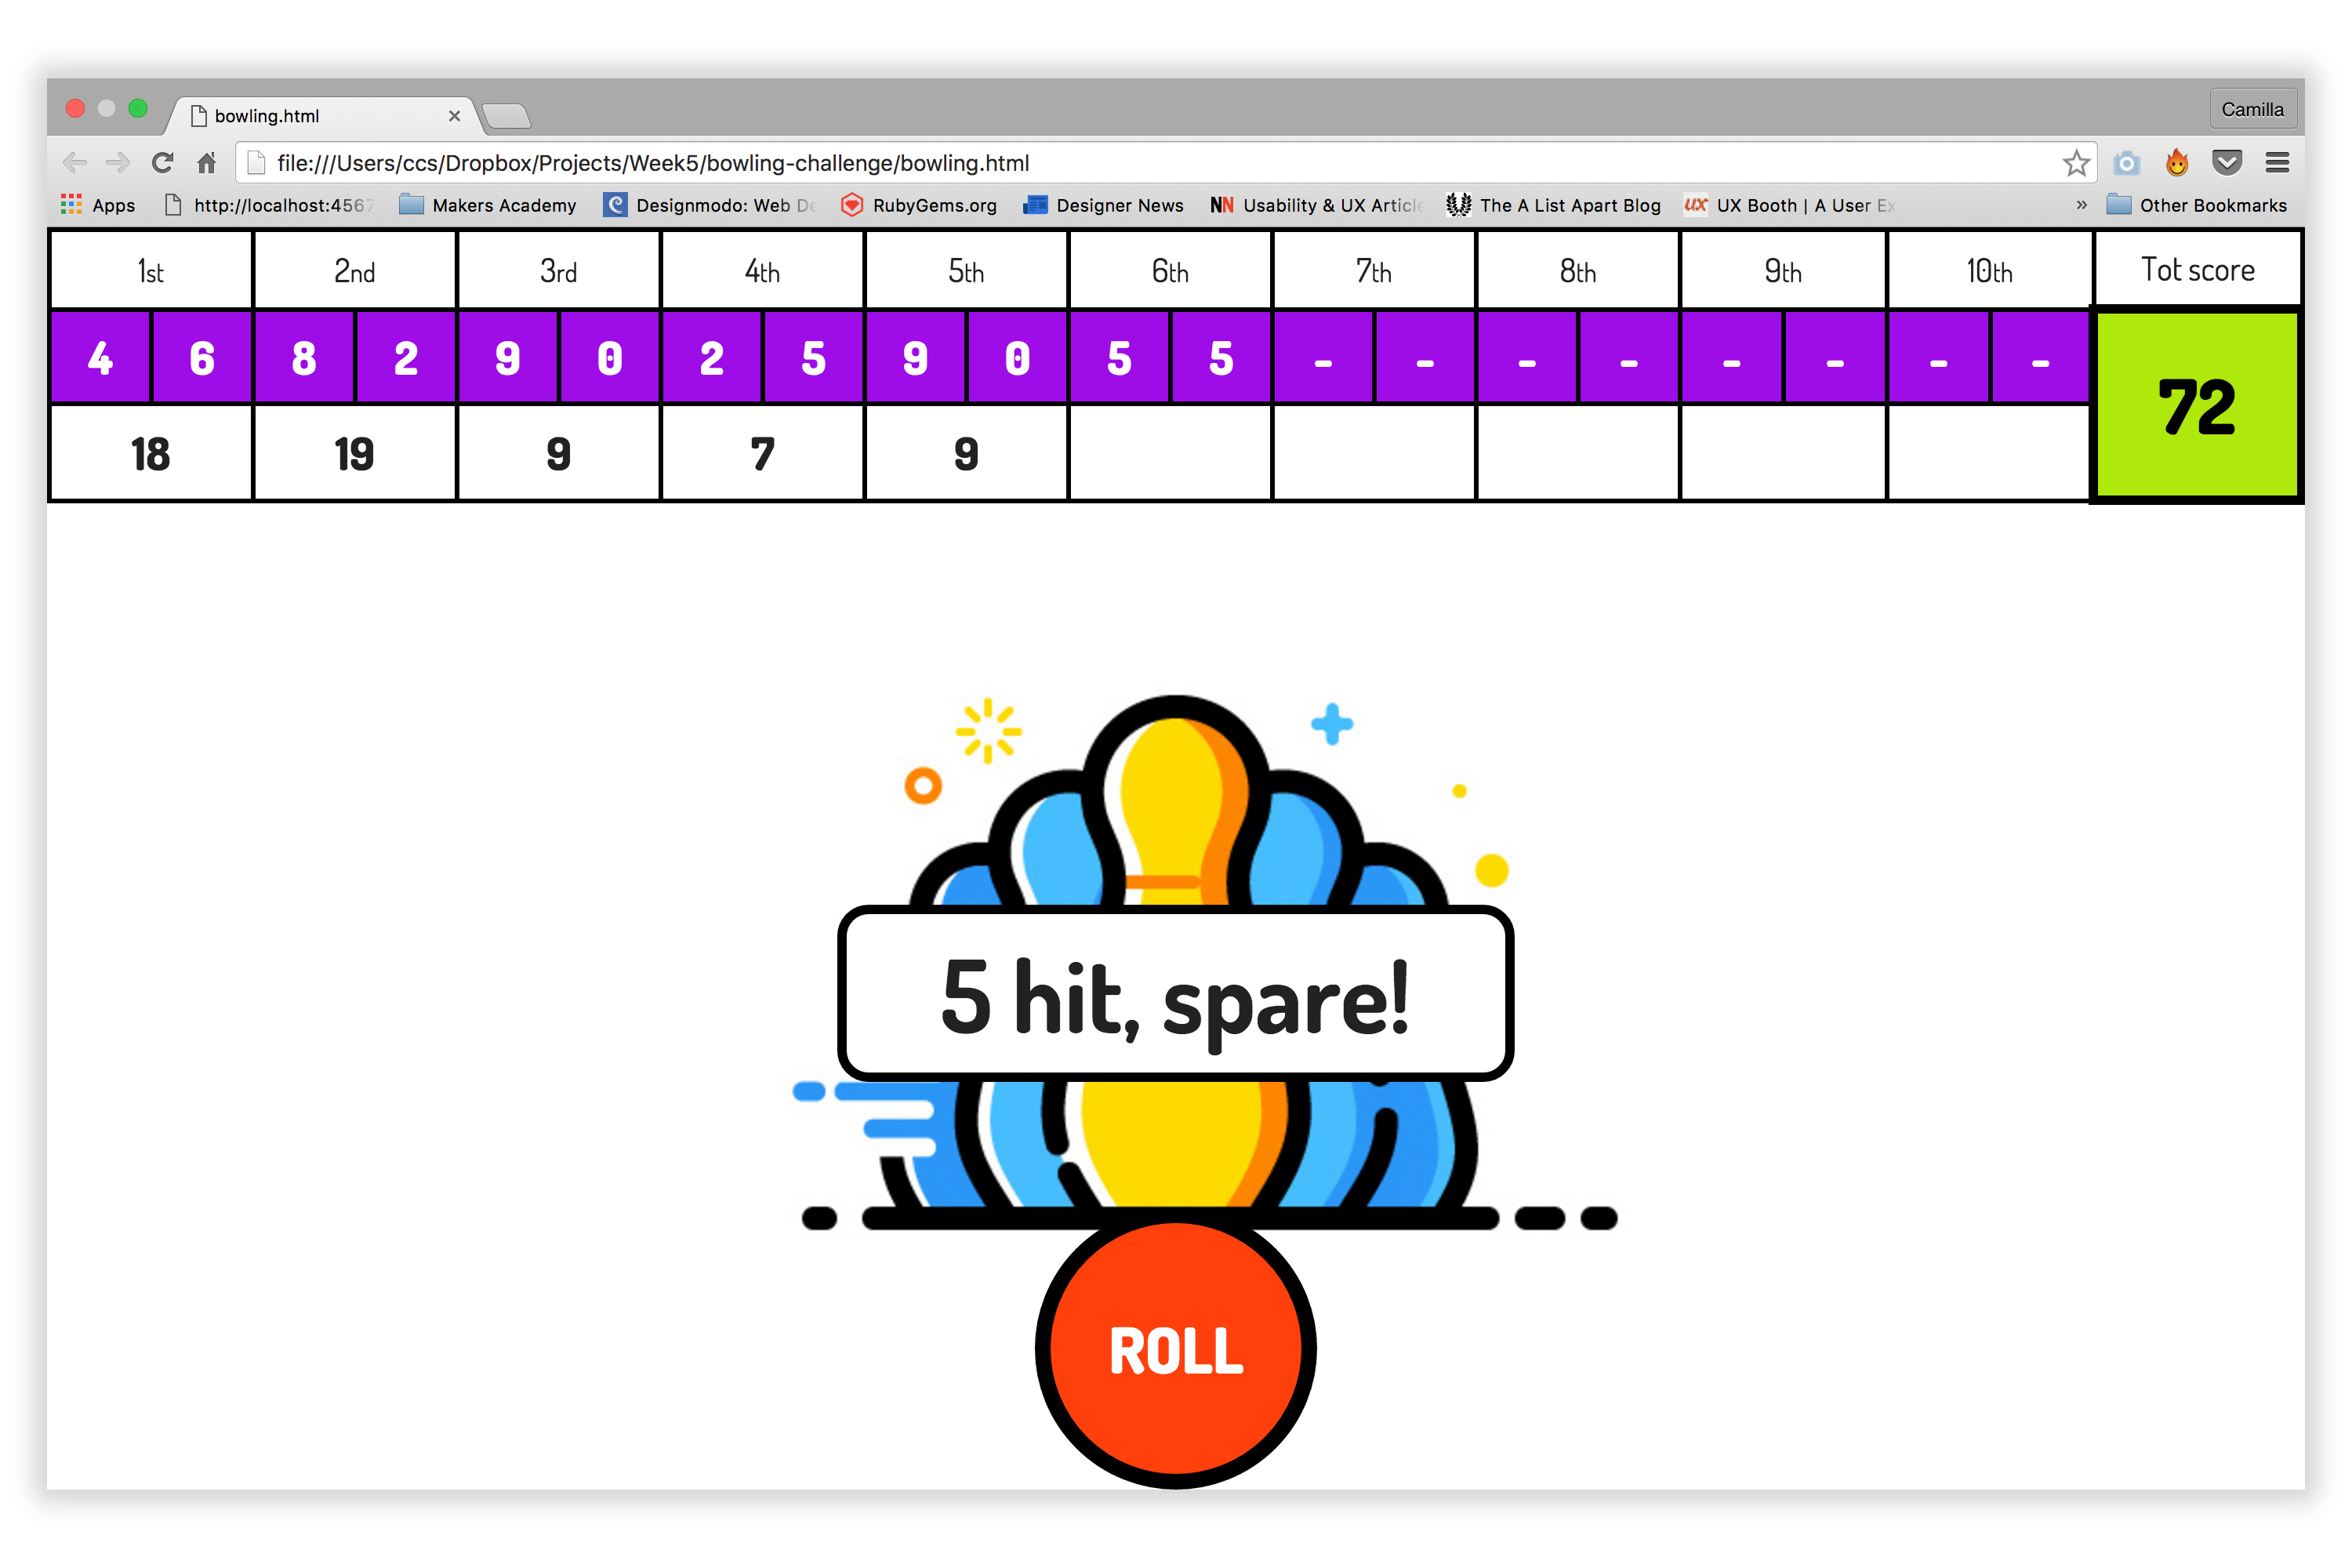 bowling.html
Camilla
file:///Users/ccs/Dropbox/Projects/Week5/bowling-challenge/bowling.html
Apps http://localhost:4567 Makers Academy Designmodo: Web De RubyGems.org Designer News NN Usability & UX Article The A List Apart Blog UX UX Booth | A User Ex » Other Bookmarks
1st 2nd 3rd 4th 5th 6th 7th 8th 9th 10th Tot score
4 6 8 2 9 0 2 5 9 0 5 5 - - - - - - - -
72
18 19 9 7 9
5 hit, spare!
ROLL